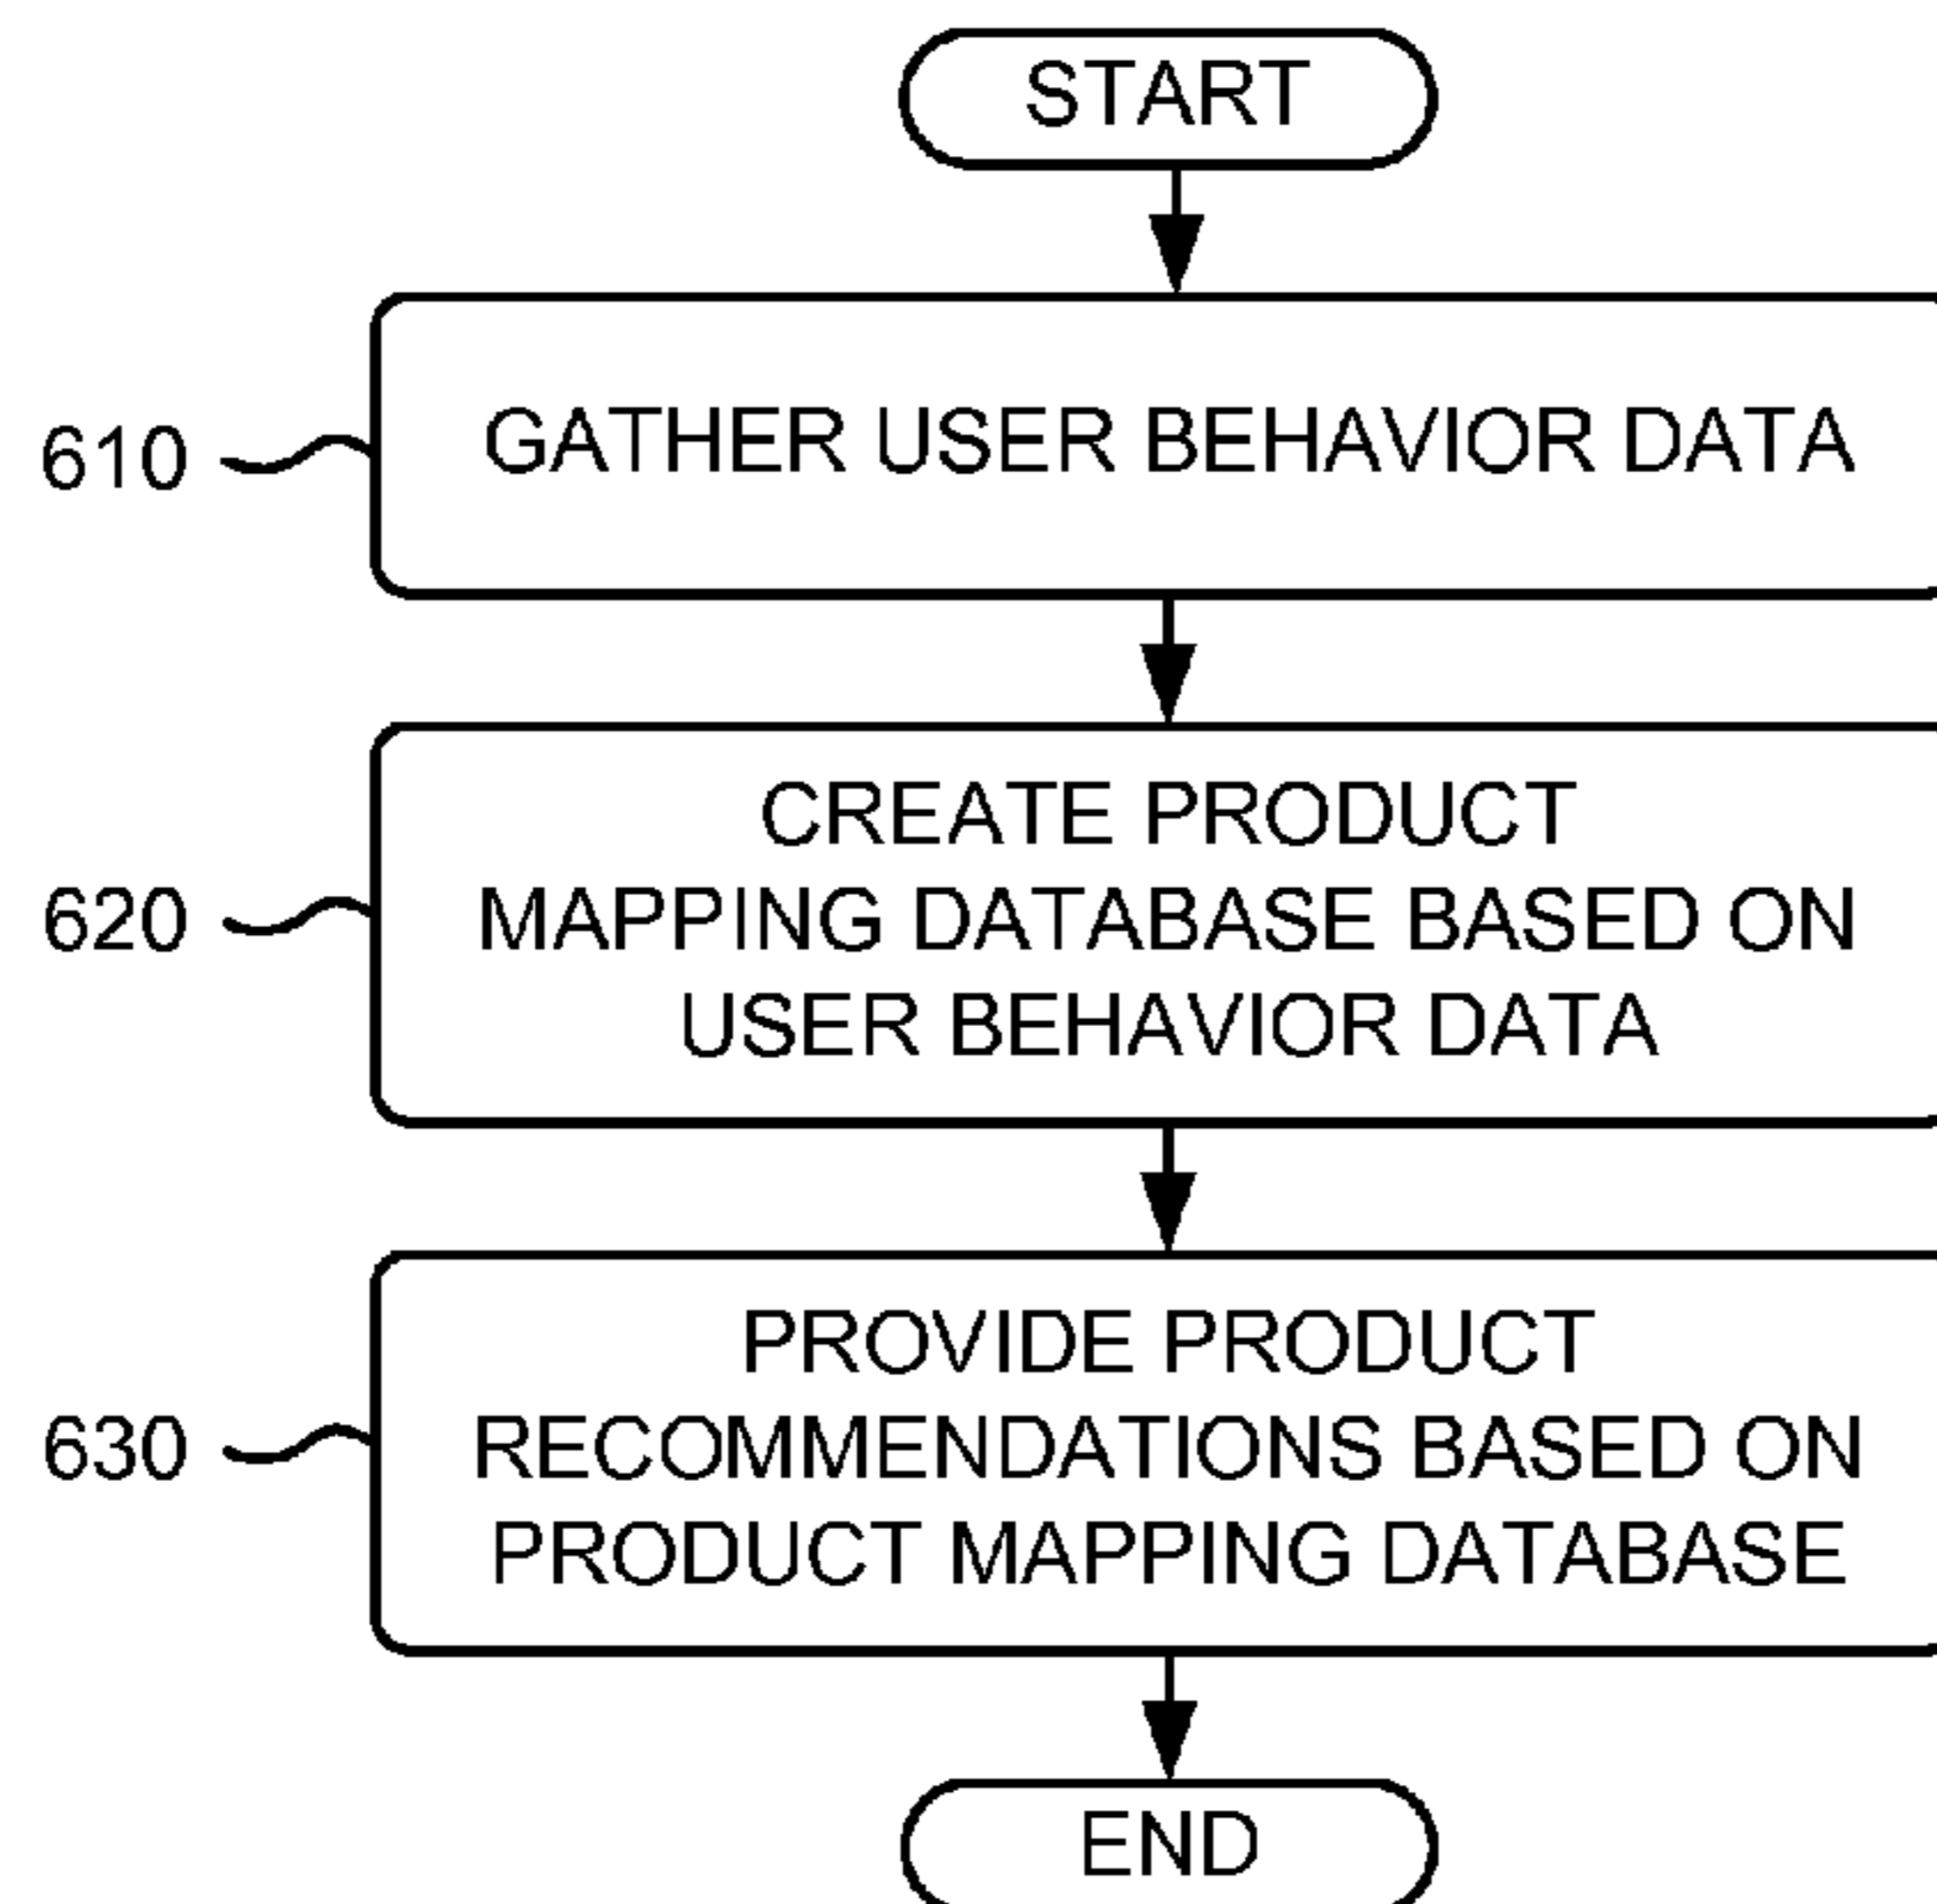 START
610
GATHER USER BEHAVIOR DATA
620
CREATE PRODUCT
MAPPING DATABASE BASED ON
USER BEHAVIOR DATA
630
PROVIDE PRODUCT
RECOMMENDATIONS BASED ON
PRODUCT MAPPING DATABASE
END